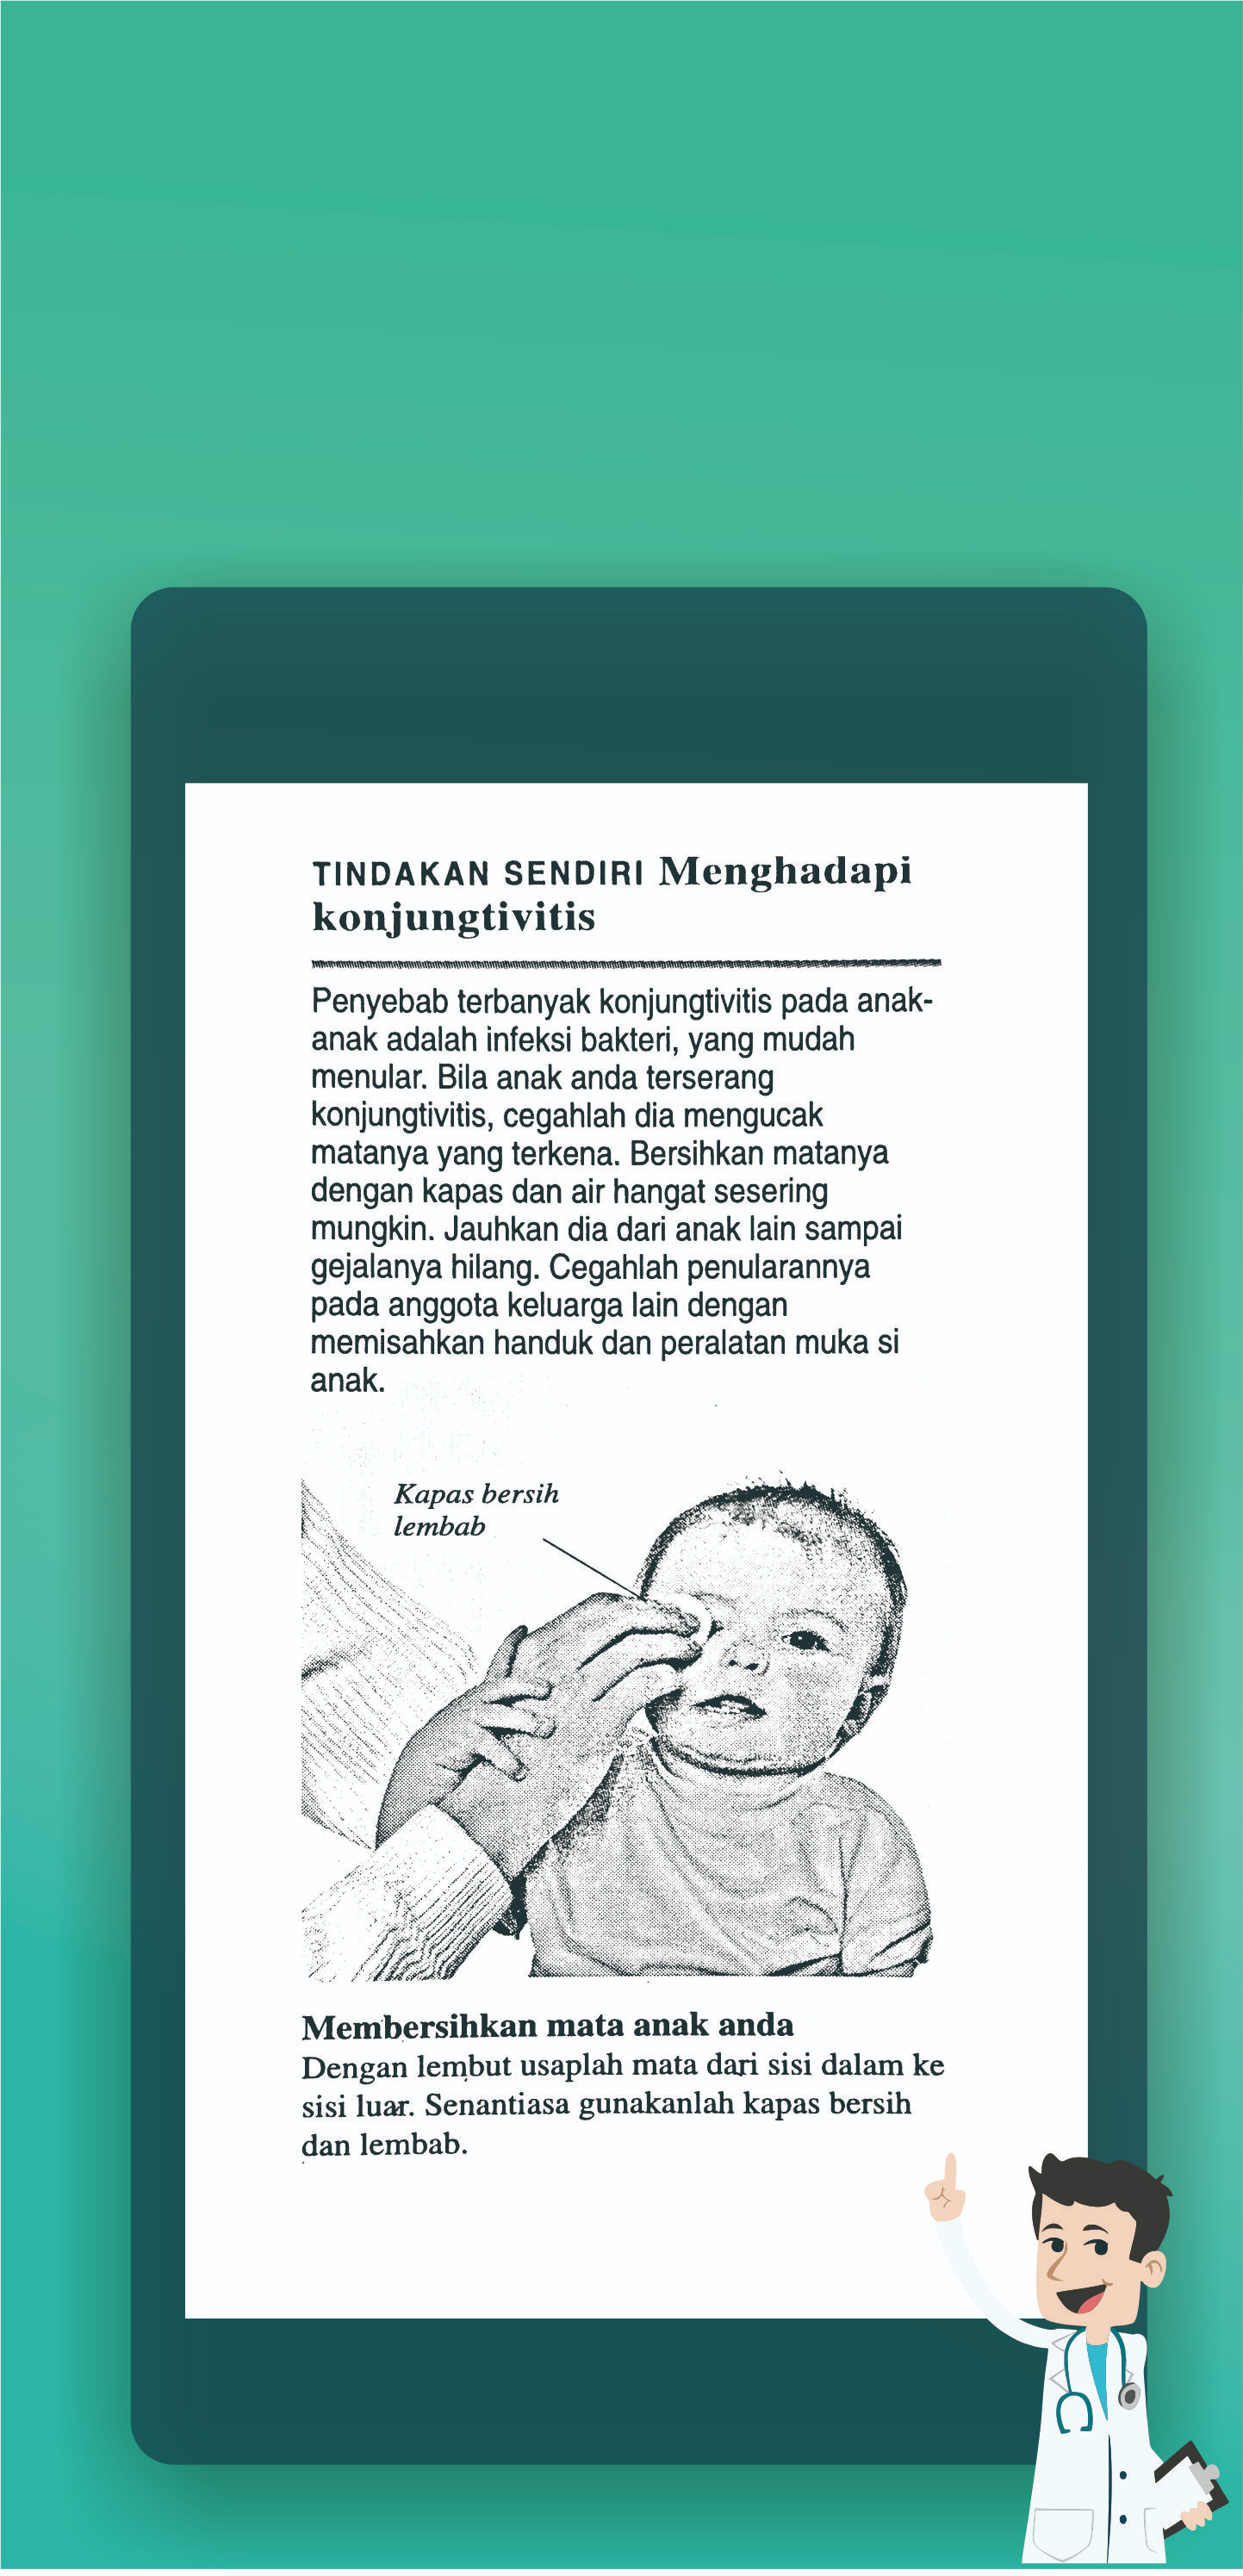 TINDAKAN SENDIRI Menghadapi
konjungtivitis
Penyebab terbanyak konjungtivitis pada anak-
anak adalah infeksi bakteri, yang mudah
menular. Bila anak anda terserang
konjungtivitis, cegahlah dia mengucak
matanya yang terkena. Bersihkan matanya
dengan kapas dan air hangat sesering
mungkin. Jauhkan dia dari anak lain sampai
gejalanya hilang. Cegahlah penularannya
pada anggota keluarga lain dengan
memisahkan handuk dan peralatan muka si
anak.
Kapas bersih
lembab
Membersihkan mata anak anda
Dengan lembut usaplah mata dari sisi dalam ke
sisi luar. Senantiasa gunakanlah kapas bersih
dan lembab.